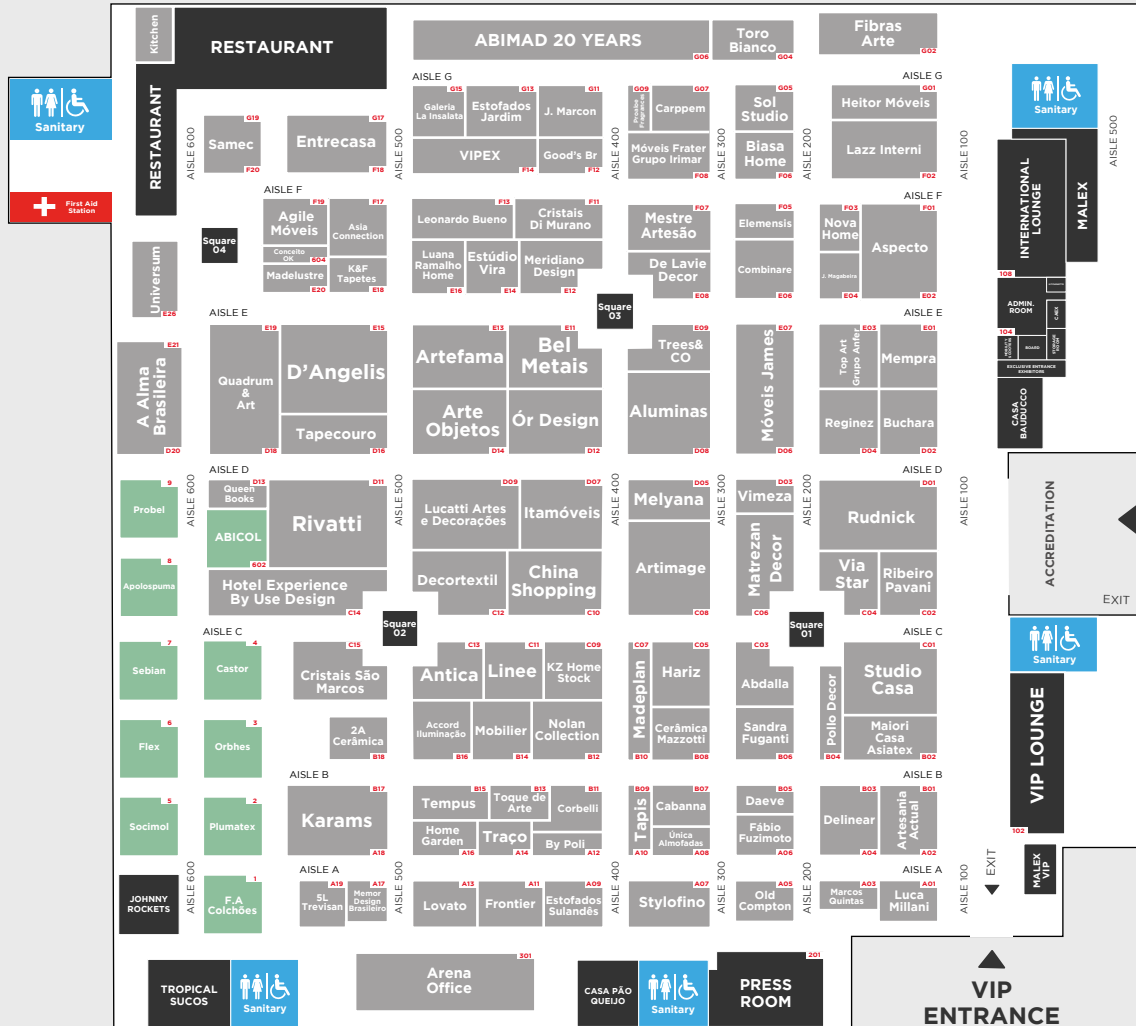 Kitchen
RESTAURANT
ABIMAD 20 YEARS
G06
Toro
Bianco
G04
Fibras
Arte
G02
Sanitary
RESTAURANT
First Aid
Station
AISLE G
AISLE G
G15
Galeria
La Insalata
G13
Estofados
Jardim
G11
J. Marcon
G09
G07
Carppem
G05
Sol
Studio
G01
Heitor Móveis
Sanitary
MALEX
INTERNATIONAL
LOUNGE
108
AISLE 500
AISLE 600
G19
Samec
F20
G17
Entrecasa
F18
AISLE 500
VIPEX
F14
Good's Br
F12
AISLE 400
Móveis Frater
Grupo Irimar
F08
AISLE 300
Biasa
Home
F06
AISLE 200
Lazz Interni
F02
AISLE 100
AISLE F
AISLE F
F19
Agile
Móveis
F17
Asia
Connection
Conceito
OK
604
Madelustre
E20
K&F
Tapetes
E18
F13
Leonardo Bueno
F11
Cristais
Di Murano
Luana
Ramalho
Home
E16
Estúdio
Vira
E14
Meridiano
Design
E12
F07
Mestre
Artesão
De Lavie
Decor
E08
F05
Elemensis
Combinare
E06
F03
Nova
Home
E04
F01
Aspecto
E02
Square
04
Square
03
Universum
E26
ADMIN.
ROOM
104
CAEX
BOARD
EXCLUSIVE ENTRANCE
EXHIBITORS
CASA
BAUDUCCO
AISLE E
AISLE E
E21
A Alma
Brasileira
D20
E19
Quadrum
&
Art
D18
E15
D'Angelis
Tapecouro
D16
E13
Artefama
E11
Bel
Metais
Arte
Objetos
D14
Ór Design
D12
E09
Trees&
CO
Aluminas
D08
E07
Móveis James
D06
E03
Top Art
Grupo Anfer
E01
Mempra
Reginez
D04
Buchara
D02
AISLE D
AISLE D
9
Probel
AISLE 600
D13
Queen
Books
ABICOL
602
D11
Rivatti
AISLE 500
D09
Lucatti Artes
e Decorações
D07
Itamóveis
AISLE 400
D05
Melyana
AISLE 300
D03
Vimeza
AISLE 200
D01
Rudnick
AISLE 100
ACCREDITATION
EXIT
8
Apolospuma
Hotel Experience
By Use Design
C14
Decortextil
C12
China
Shopping
C10
Artimage
C08
Matrezan
Decor
C06
Via
Star
C04
Ribeiro
Pavani
C02
Square
02
Square
01
AISLE C
AISLE C
7
Sebian
4
Castor
C15
Cristais São
Marcos
C13
Antica
C11
Linee
C09
KZ Home
Stock
C07
Madeplan
B10
C05
Hariz
C03
Abdalla
Pollo Decor
B04
C01
Studio
Casa
Sanitary
VIP LOUNGE
102
6
Flex
3
Orbhes
2A
Cerâmica
B18
Accord
Iluminação
B16
Mobilier
B14
Nolan
Collection
B12
Cerâmica
Mazzotti
B08
Sandra
Fuganti
B06
Maiori
Casa
Asiatex
B02
AISLE B
AISLE B
5
Socimol
2
Plumatex
B17
Karams
A18
B15
Tempus
B13
Toque de
Arte
B11
Corbelli
Home
Garden
A16
Traço
A14
By Poli
A12
B09
Tapis
A10
B07
Cabanna
Única
Almofadas
A08
B05
Daeve
Fábio
Fuzimoto
A06
B03
Delinear
A04
B01
Artesania
Actual
A02
MALEX
VIP
AISLE A
AISLE A
JOHNNY
ROCKETS
AISLE 600
1
F.A
Colchões
A19
5L
Trevisan
A17
Memor
Design
Brasileiro
AISLE 500
A13
Lovato
A11
Frontier
A09
Estofados
Sulandês
AISLE 400
A07
Stylofino
AISLE 300
A05
Old
Compton
AISLE 200
A03
Marcos
Quintas
A01
Luca
Millani
AISLE 100
EXIT
TROPICAL
SUCOS
Sanitary
301
Arena
Office
CASA PÃO
QUEIJO
Sanitary
201
PRESS
ROOM
VIP
ENTRANCE